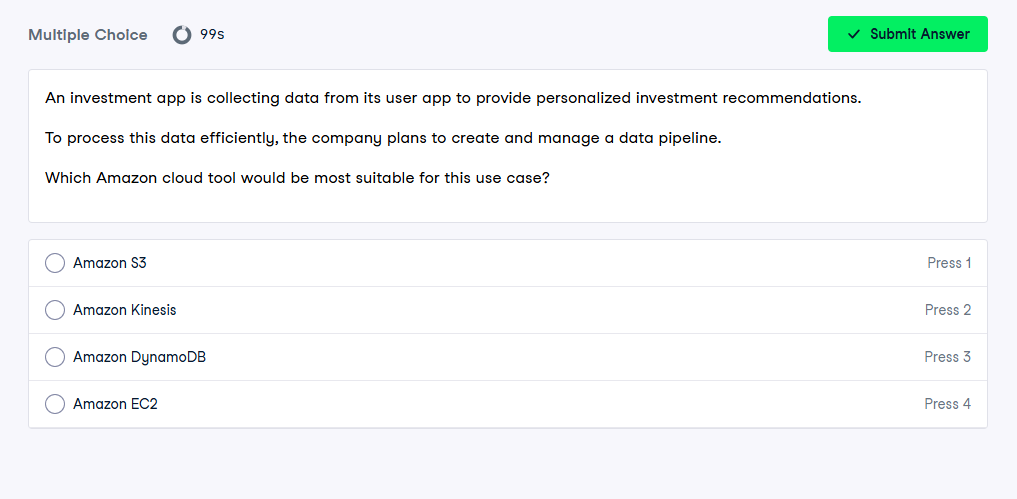 Multiple Choice 99s Submit Answer
An investment app is collecting data from its user app to provide personalized investment recommendations.
To process this data efficiently, the company plans to create and manage a data pipeline.
Which Amazon cloud tool would be most suitable for this use case?
Amazon S3 Press 1
Amazon Kinesis Press 2
Amazon DynamoDB Press 3
Amazon EC2 Press 4